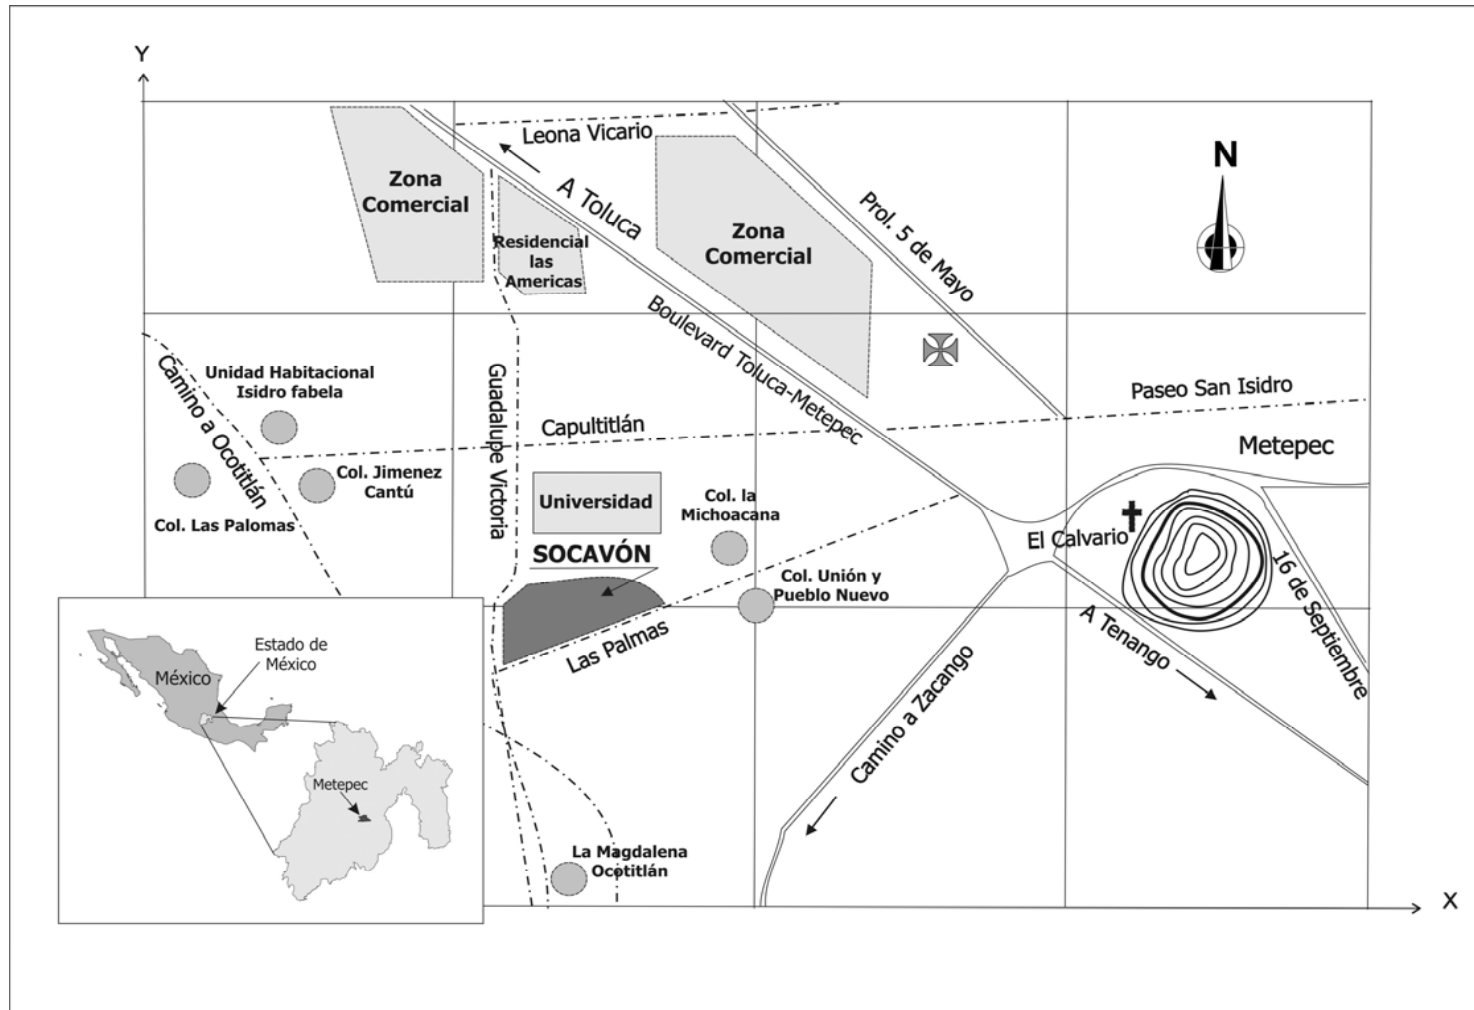 Y
Leona Vicario
N
Zona
Comercial
A Toluca
Prol. 5 de Mayo
Zona
Comercial
Residencial
las
Americas
Boulevard Toluca-Metepec
Camino a Ocotitlán
Unidad Habitacional
Isidro fabela
Guadalupe Victoria
Paseo San Isidro
Capultitlán
Metepec
Col. Jimenez
Cantú
Col. Las Palomas
Universidad
Col. la
Michoacana
SOCAVÓN
El Calvario
16 de Septiembre
Col. Unión y
Pueblo Nuevo
Las Palmas
A Tenango
Camino a Zacango
Estado de
México
México
Metepec
La Magdalena
Ocotitlán
X